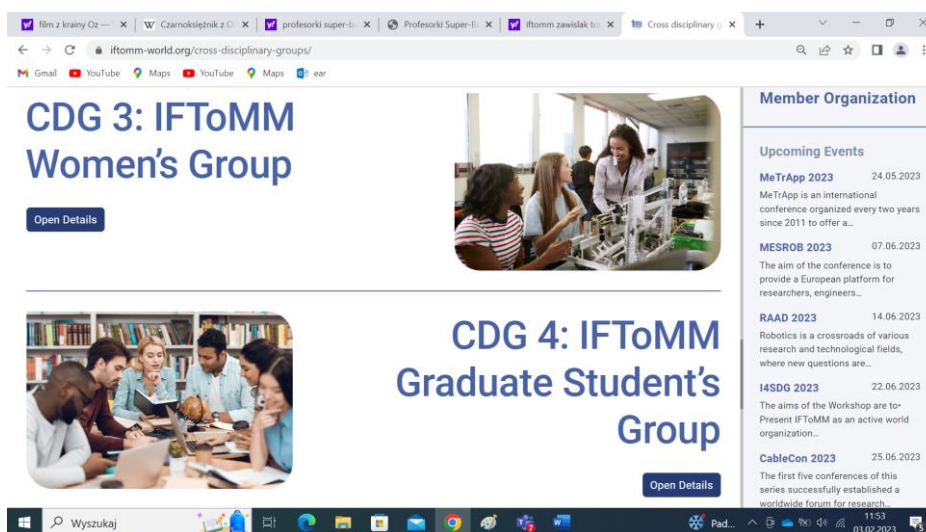 film z krainy Oz —
Czarnoksiężnik z O
profesorki super-ba
Profesorki Super-B
iftomm zawislak tro
Cross disciplinary g
iftomm-world.org/cross-disciplinary-groups/
Gmail YouTube Maps YouTube Maps ear
CDG 3: IFToMM
Women's Group
Open Details
CDG 4: IFToMM
Graduate Student's
Group
Open Details
Member Organization
Upcoming Events
MeTrApp 2023 24.05.2023
MeTrApp is an international
conference organized every two years
since 2011 to offer a…
MESROB 2023 07.06.2023
The aim of the conference is to
provide a European platform for
researchers, engineers…
RAAD 2023 14.06.2023
Robotics is a crossroads of various
research and technological fields,
where new questions are…
I4SDG 2023 22.06.2023
The aims of the Workshop are to•
Present IFToMM as an active world
organization…
CableCon 2023 25.06.2023
The first five conferences of this
series successfully established a
worldwide forum for research…
Wyszukaj
Pad...
11:53
03.02.2023